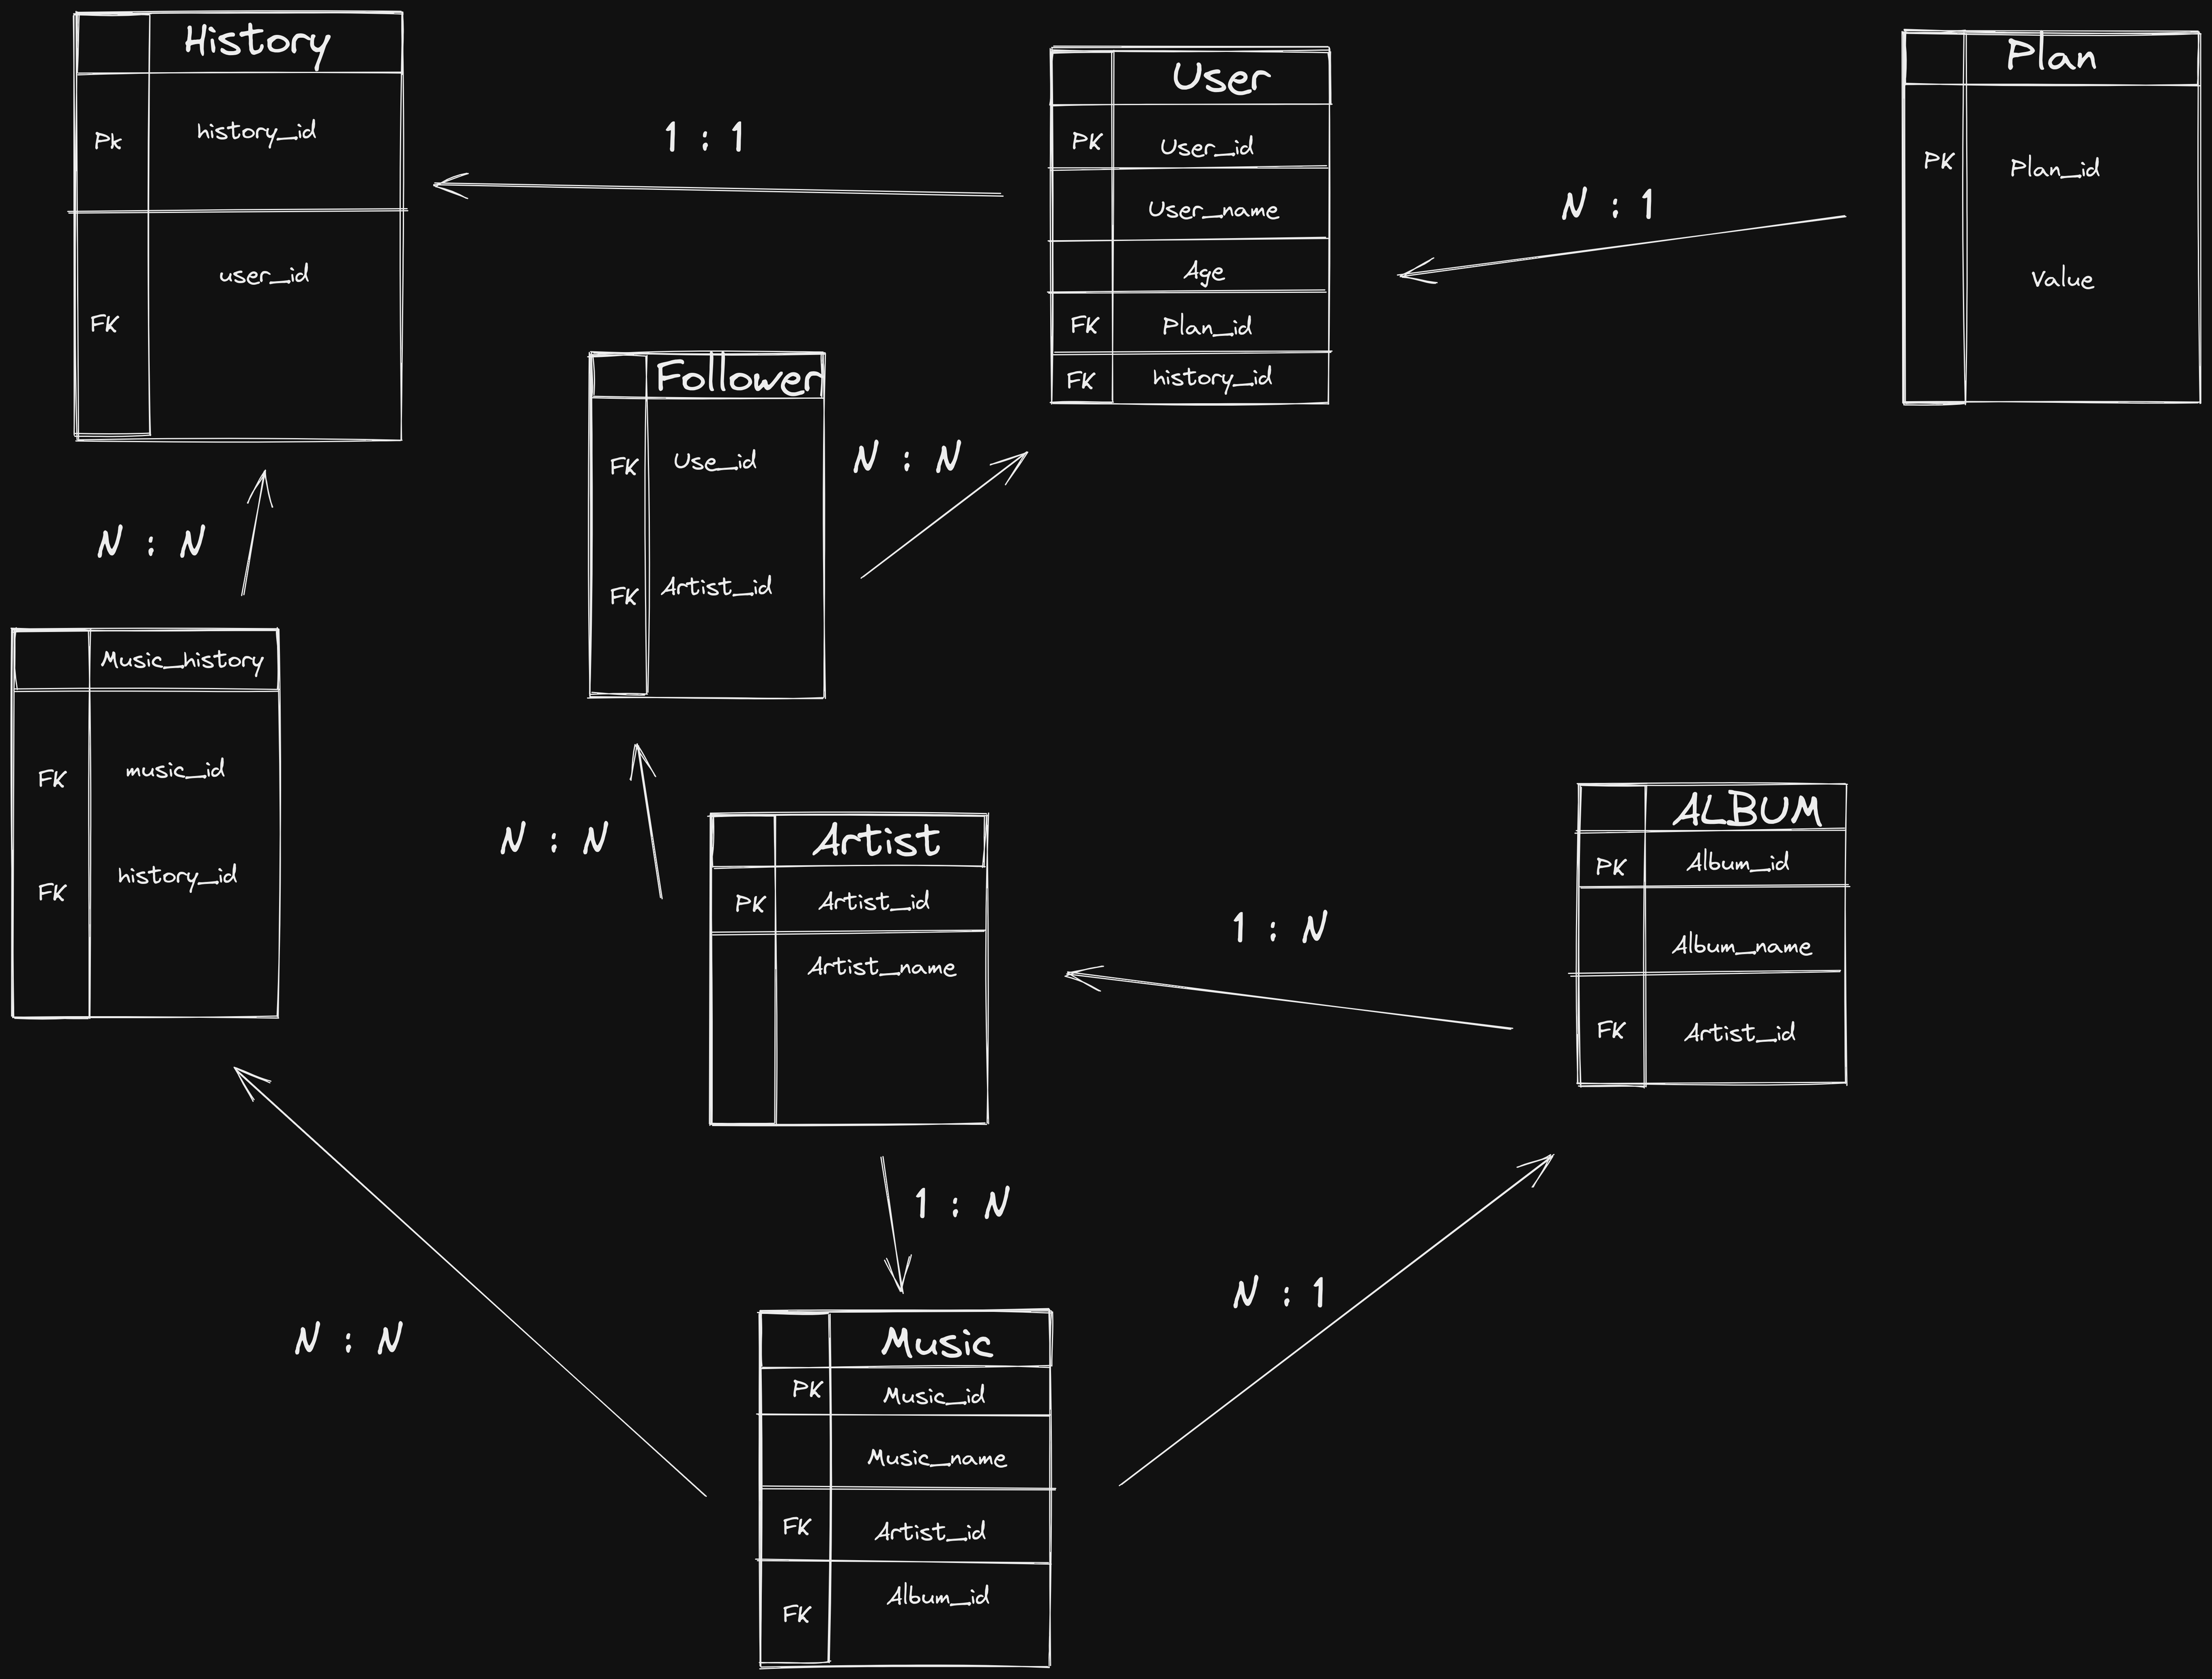 History
Pk history_id
FK user_id
1 : 1
User
PK User_id
User_name
Age
FK Plan_id
FK history_id
N : 1
Plan
PK Plan_id
Value
Follower
FK Use_id
FK Artist_id
N : N
N : N
Music_history
FK music_id
FK history_id
N : N
Artist
PK Artist_id
Artist_name
1 : N
ALBUM
PK Album_id
Album_name
FK Artist_id
1 : N
N : 1
N : N
Music
PK Music_id
Music_name
FK Artist_id
FK Album_id